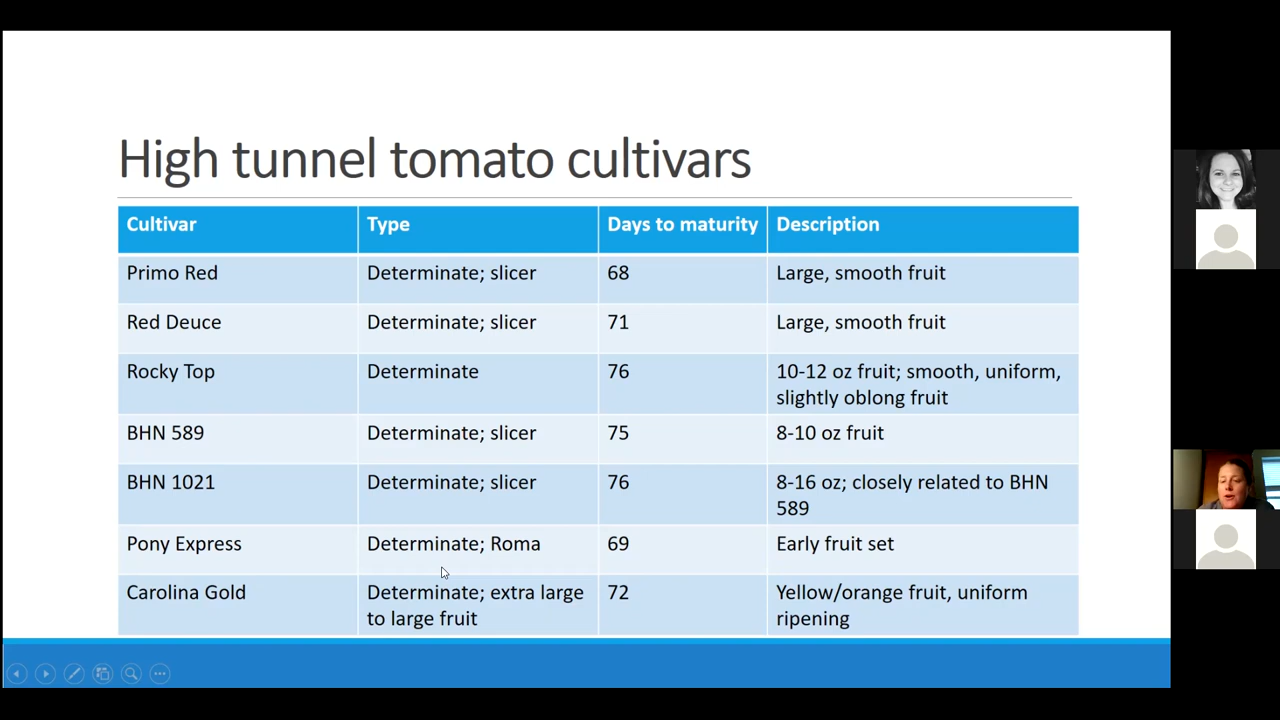 High tunnel tomato cultivars
Cultivar Type Days to maturity Description
Primo Red Determinate; slicer 68 Large, smooth fruit
Red Deuce Determinate; slicer 71 Large, smooth fruit
Rocky Top Determinate 76 10-12 oz fruit; smooth, uniform,
slightly oblong fruit
BHN 589 Determinate; slicer 75 8-10 oz fruit
BHN 1021 Determinate; slicer 76 8-16 oz; closely related to BHN
589
Pony Express Determinate; Roma 69 Early fruit set
Carolina Gold Determinate; extra large 72 Yellow/orange fruit, uniform
to large fruit ripening